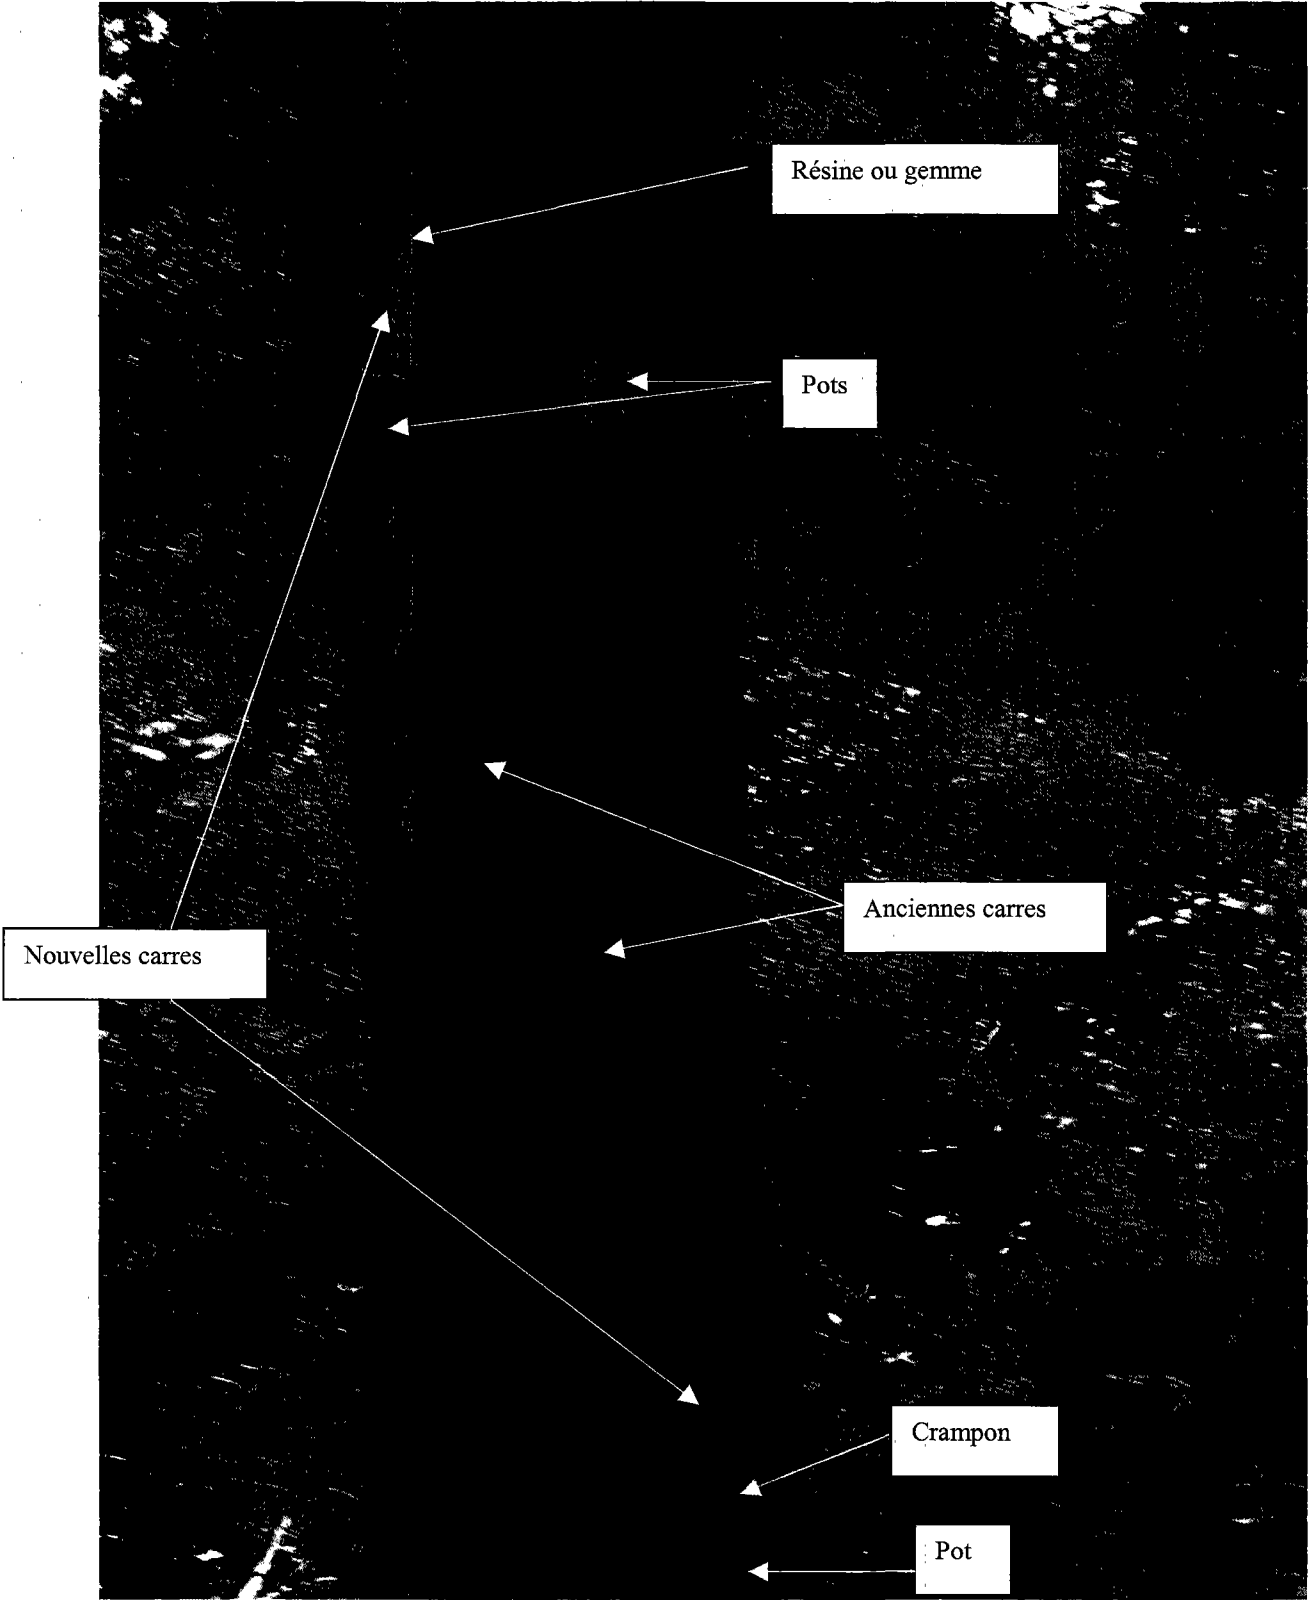 Résine ou gemme
Pots
Anciennes carres
Nouvelles carres
Crampon
Pot